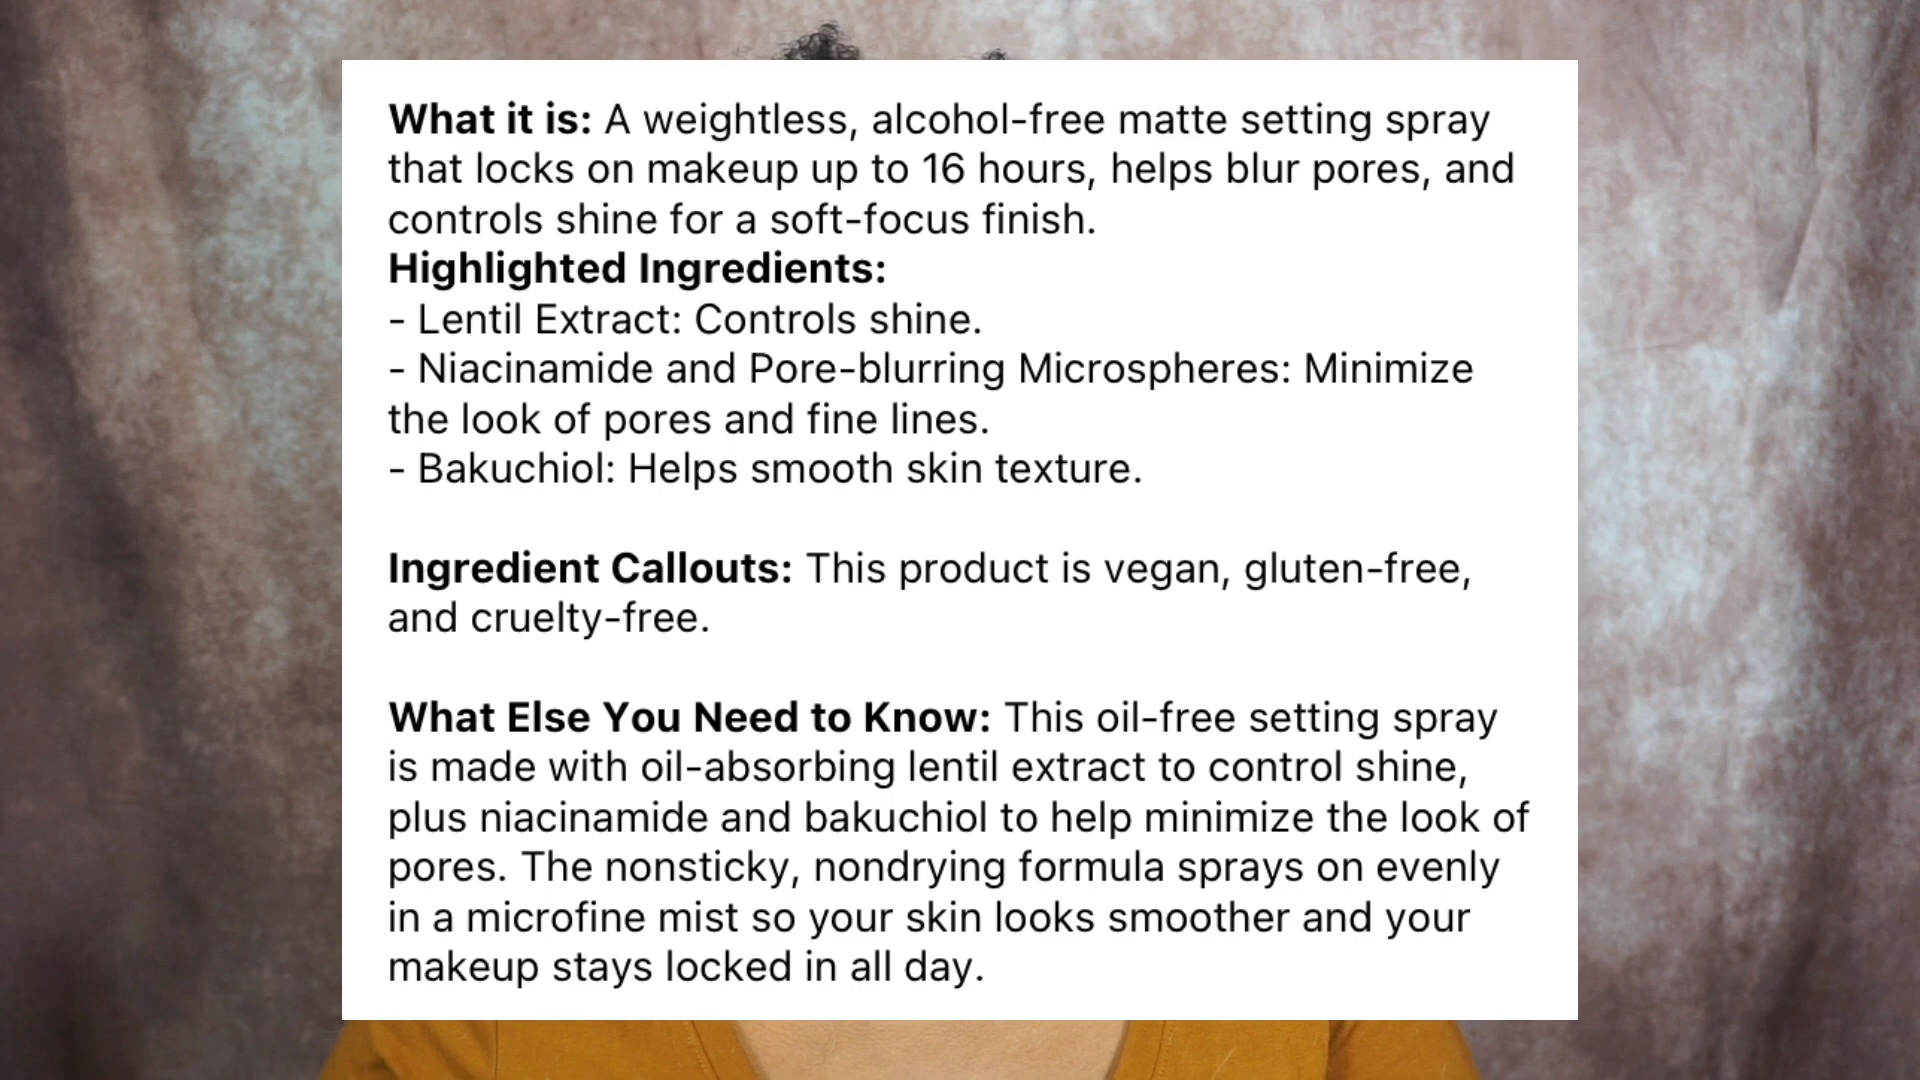 What it is: A weightless, alcohol-free matte setting spray
that locks on makeup up to 16 hours, helps blur pores, and
controls shine for a soft-focus finish.
Highlighted Ingredients:
- Lentil Extract: Controls shine.
- Niacinamide and Pore-blurring Microspheres: Minimize
the look of pores and fine lines.
- Bakuchiol: Helps smooth skin texture.
Ingredient Callouts: This product is vegan, gluten-free,
and cruelty-free.
What Else You Need to Know: This oil-free setting spray
is made with oil-absorbing lentil extract to control shine,
plus niacinamide and bakuchiol to help minimize the look of
pores. The nonsticky, nondrying formula sprays on evenly
in a microfine mist so your skin looks smoother and your
makeup stays locked in all day.